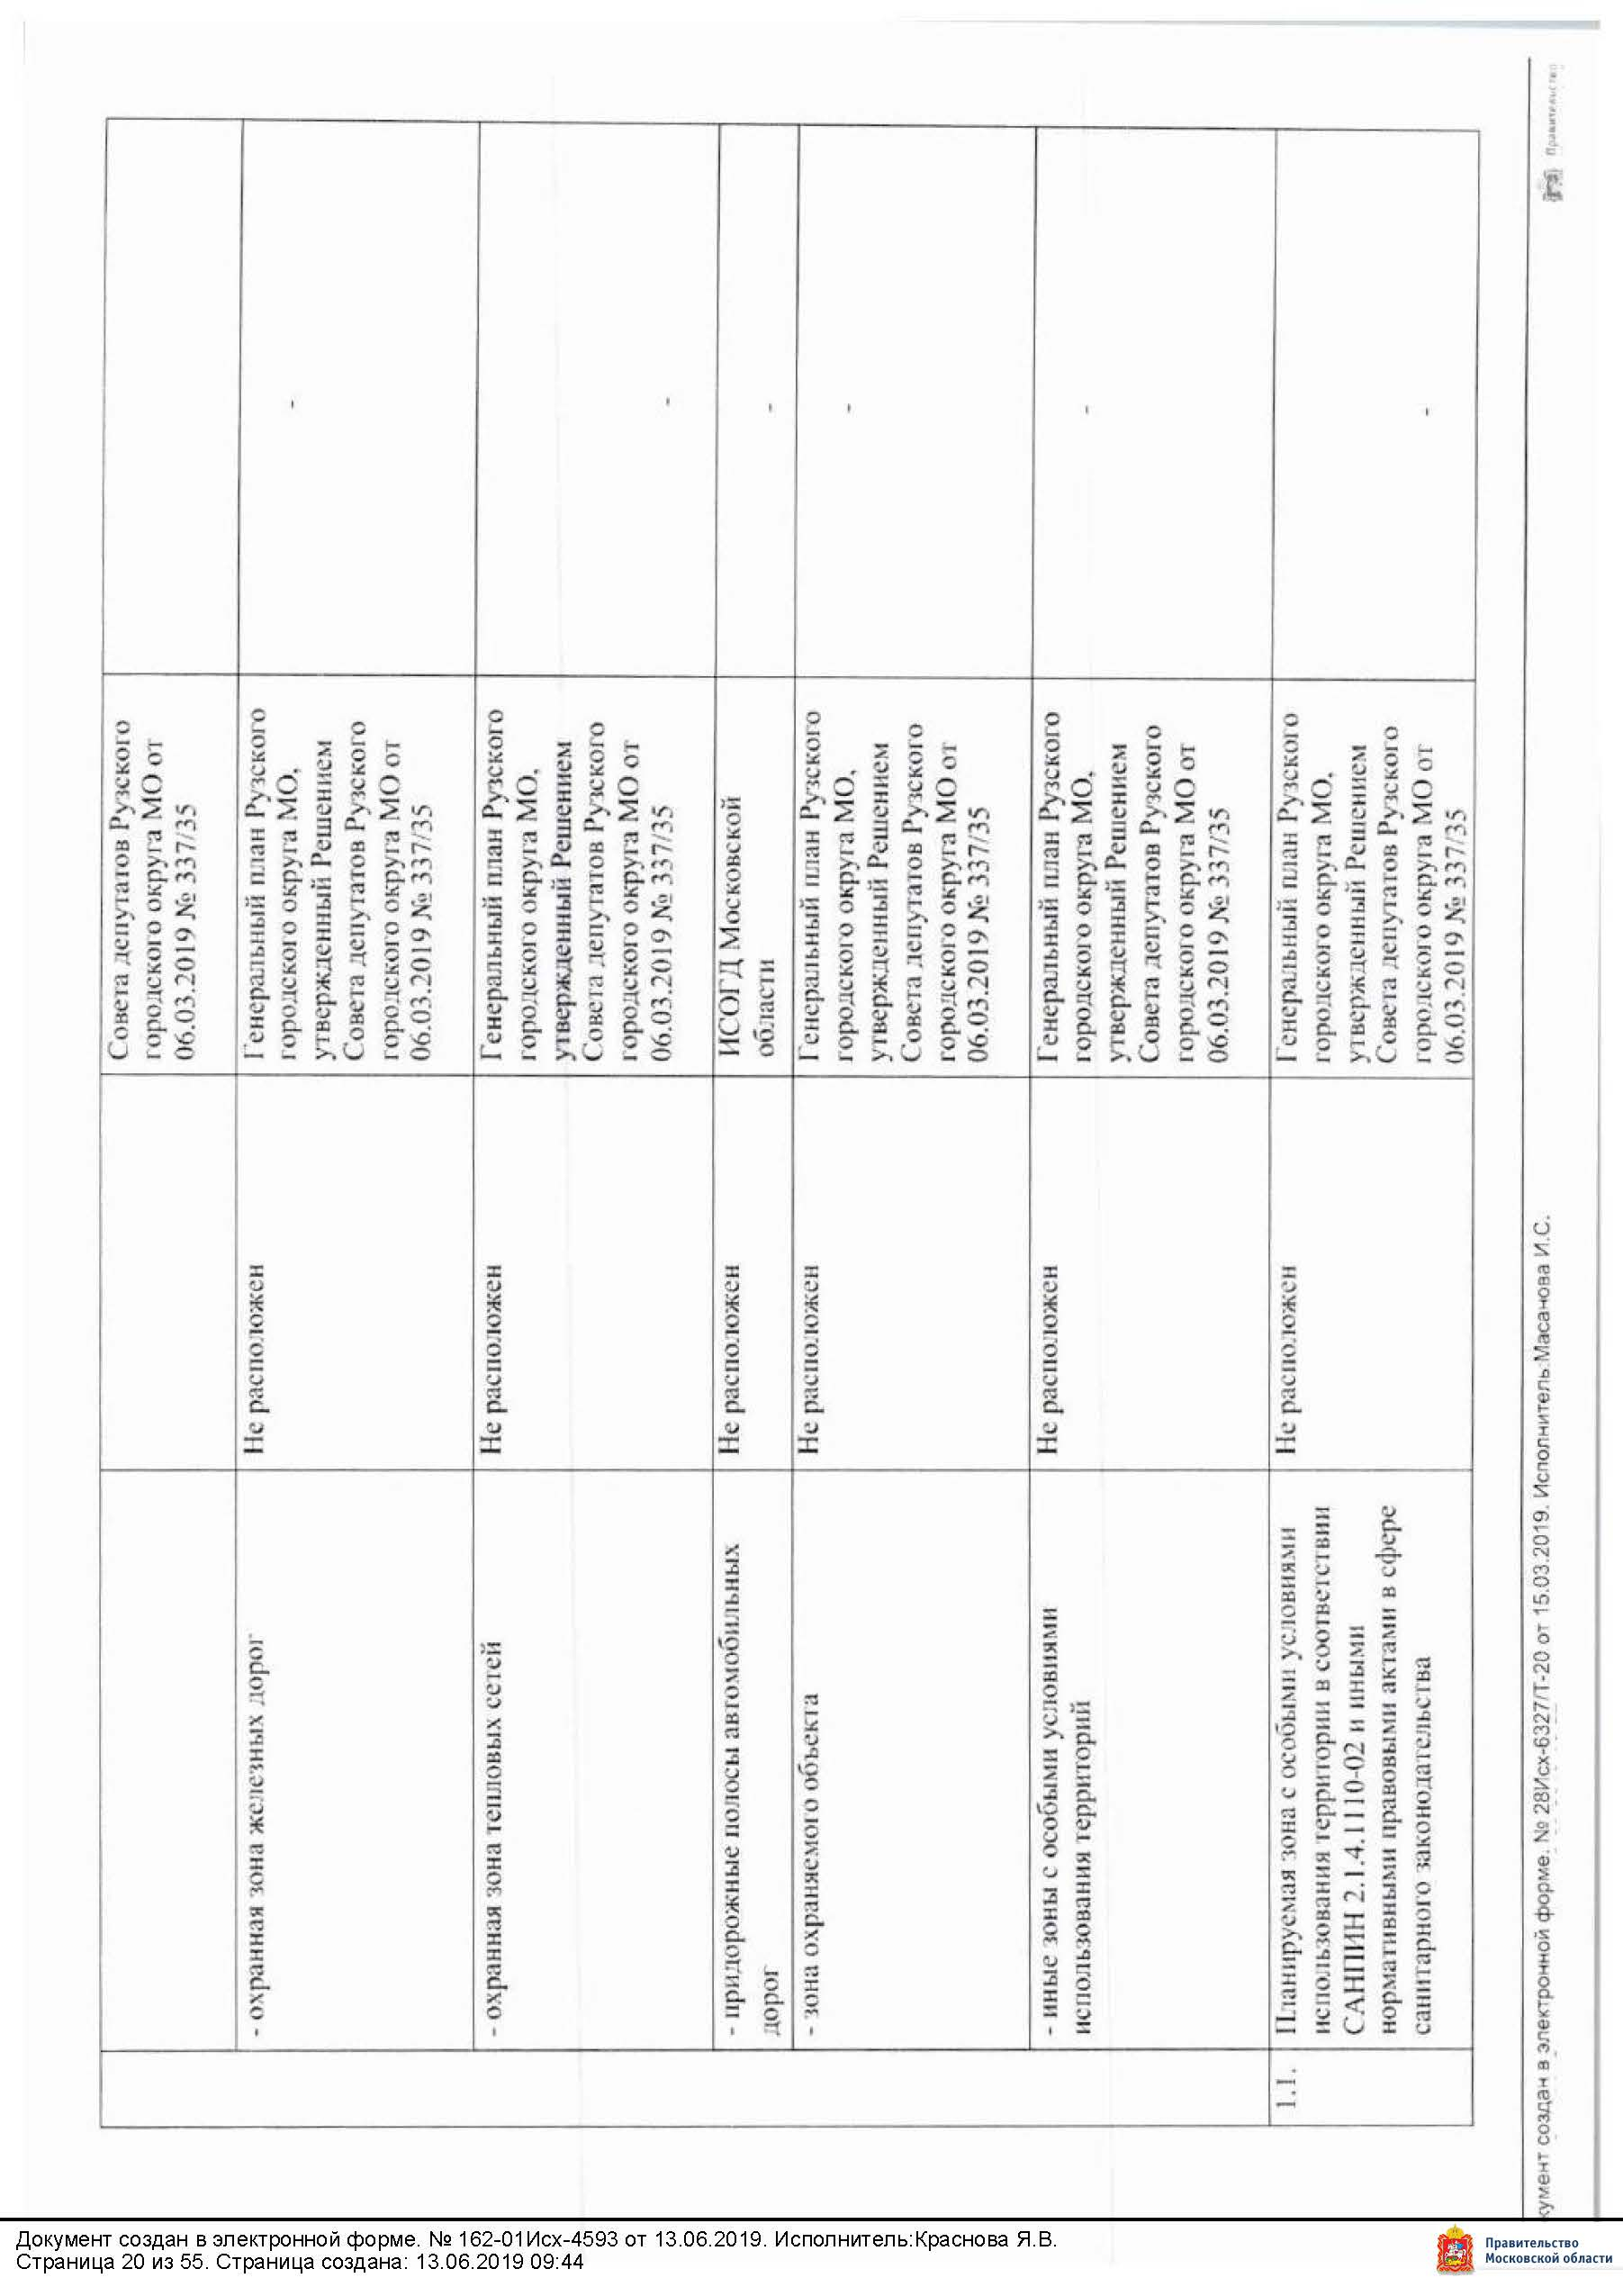 Совета депутатов Рузского
городского округа МО от
06.03.2019 № 337/35
- охранная зона железных дорог
Не расположен
Генеральный план Рузского
городского округа МО,
утвержденный Решением
Совета депутатов Рузского
городского округа МО от
06.03.2019 № 337/35
-
- охранная зона тепловых сетей
Не расположен
Генеральный план Рузского
городского округа МО,
утвержденный Решением
Совета депутатов Рузского
городского округа МО от
06.03.2019 № 337/35
-
- придорожные полосы автомобильных
дорог
Не расположен
ИСОГД Московской
области
-
- зона охраняемого объекта
Не расположен
Генеральный план Рузского
городского округа МО,
утвержденный Решением
Совета депутатов Рузского
городского округа МО от
06.03.2019 № 337/35
-
- иные зоны с особыми условиями
использования территорий
Не расположен
Генеральный план Рузского
городского округа МО,
утвержденный Решением
Совета депутатов Рузского
городского округа МО от
06.03.2019 № 337/35
-
1.1.
Планируемая зона с особыми условиями
использования территории в соответствии
САНПИН 2.1.4.1110-02 и иными
нормативными правовыми актами в сфере
санитарного законодательства
Не расположен
Генеральный план Рузского
городского округа МО,
утвержденный Решением
Совета депутатов Рузского
городского округа МО от
06.03.2019 № 337/35
-
кумент создан в электронной форме. № 28Исх-6327/Т-20 от 15.03.2019. Исполнитель:Масанова И.С.
Правительство
Документ создан в электронной форме. № 162-01Исх-4593 от 13.06.2019. Исполнитель:Краснова Я.В.
Страница 20 из 55. Страница создана: 13.06.2019 09:44
Правительство
Московской области